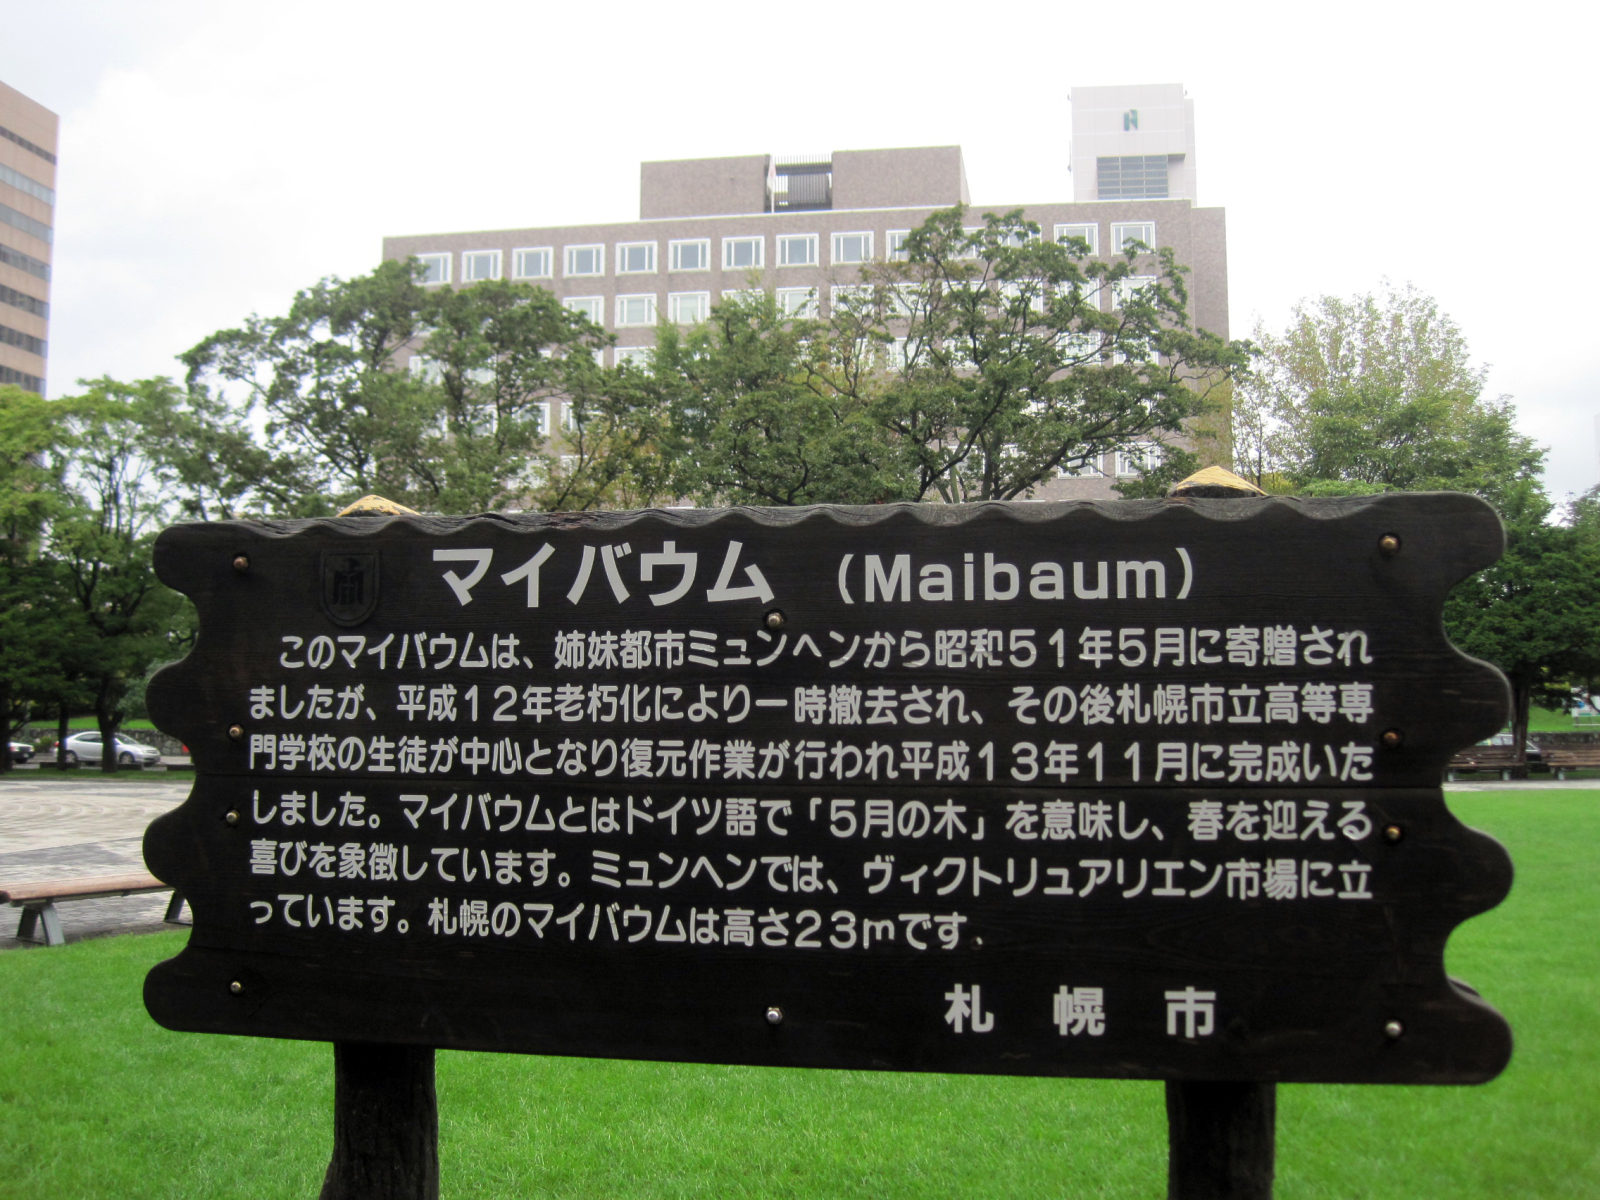 マイバウム (Maibaum)
このマイバウムは、姉妹都市ミュンヘンから昭和51年5月に寄贈され
ましたが、平成12年老朽化により一時撤去され、その後札幌市立高等専
門学校の生徒が中心となり復元作業が行われ平成13年11月に完成いた
しました。マイバウムとはドイツ語で「5月の木」を意味し、春を迎える
喜びを象徴しています。ミュンヘンでは、ヴィクトリュアリエン市場に立
っています。札幌のマイバウムは高さ23mです。
札幌市